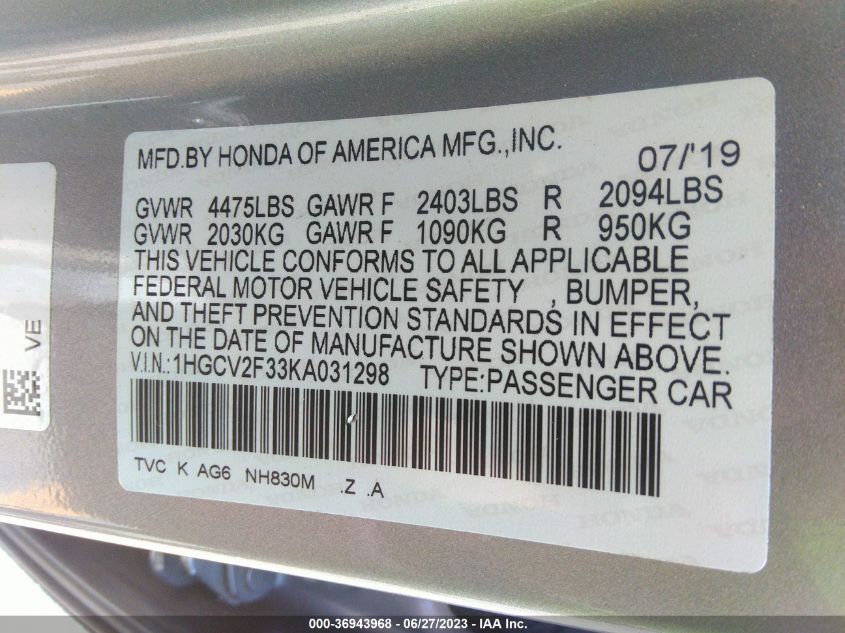 MFD.BY HONDA OF AMERICA MFG.,INC. 07/'19
GVWR 4475LBS GAWR F 2403LBS R 2094LBS
GVWR 2030KG GAWR F 1090KG R 950KG
THIS VEHICLE CONFORMS TO ALL APPLICABLE
FEDERAL MOTOR VEHICLE SAFETY , BUMPER,
AND THEFT PREVENTION STANDARDS IN EFFECT
ON THE DATE OF MANUFACTURE SHOWN ABOVE.
V.I.N.:1HGCV2F33KA031298 TYPE:PASSENGER CAR
TVC K AG6 NH830M .Z .A
VE
000-36943968 - 06/27/2023 - IAA Inc.